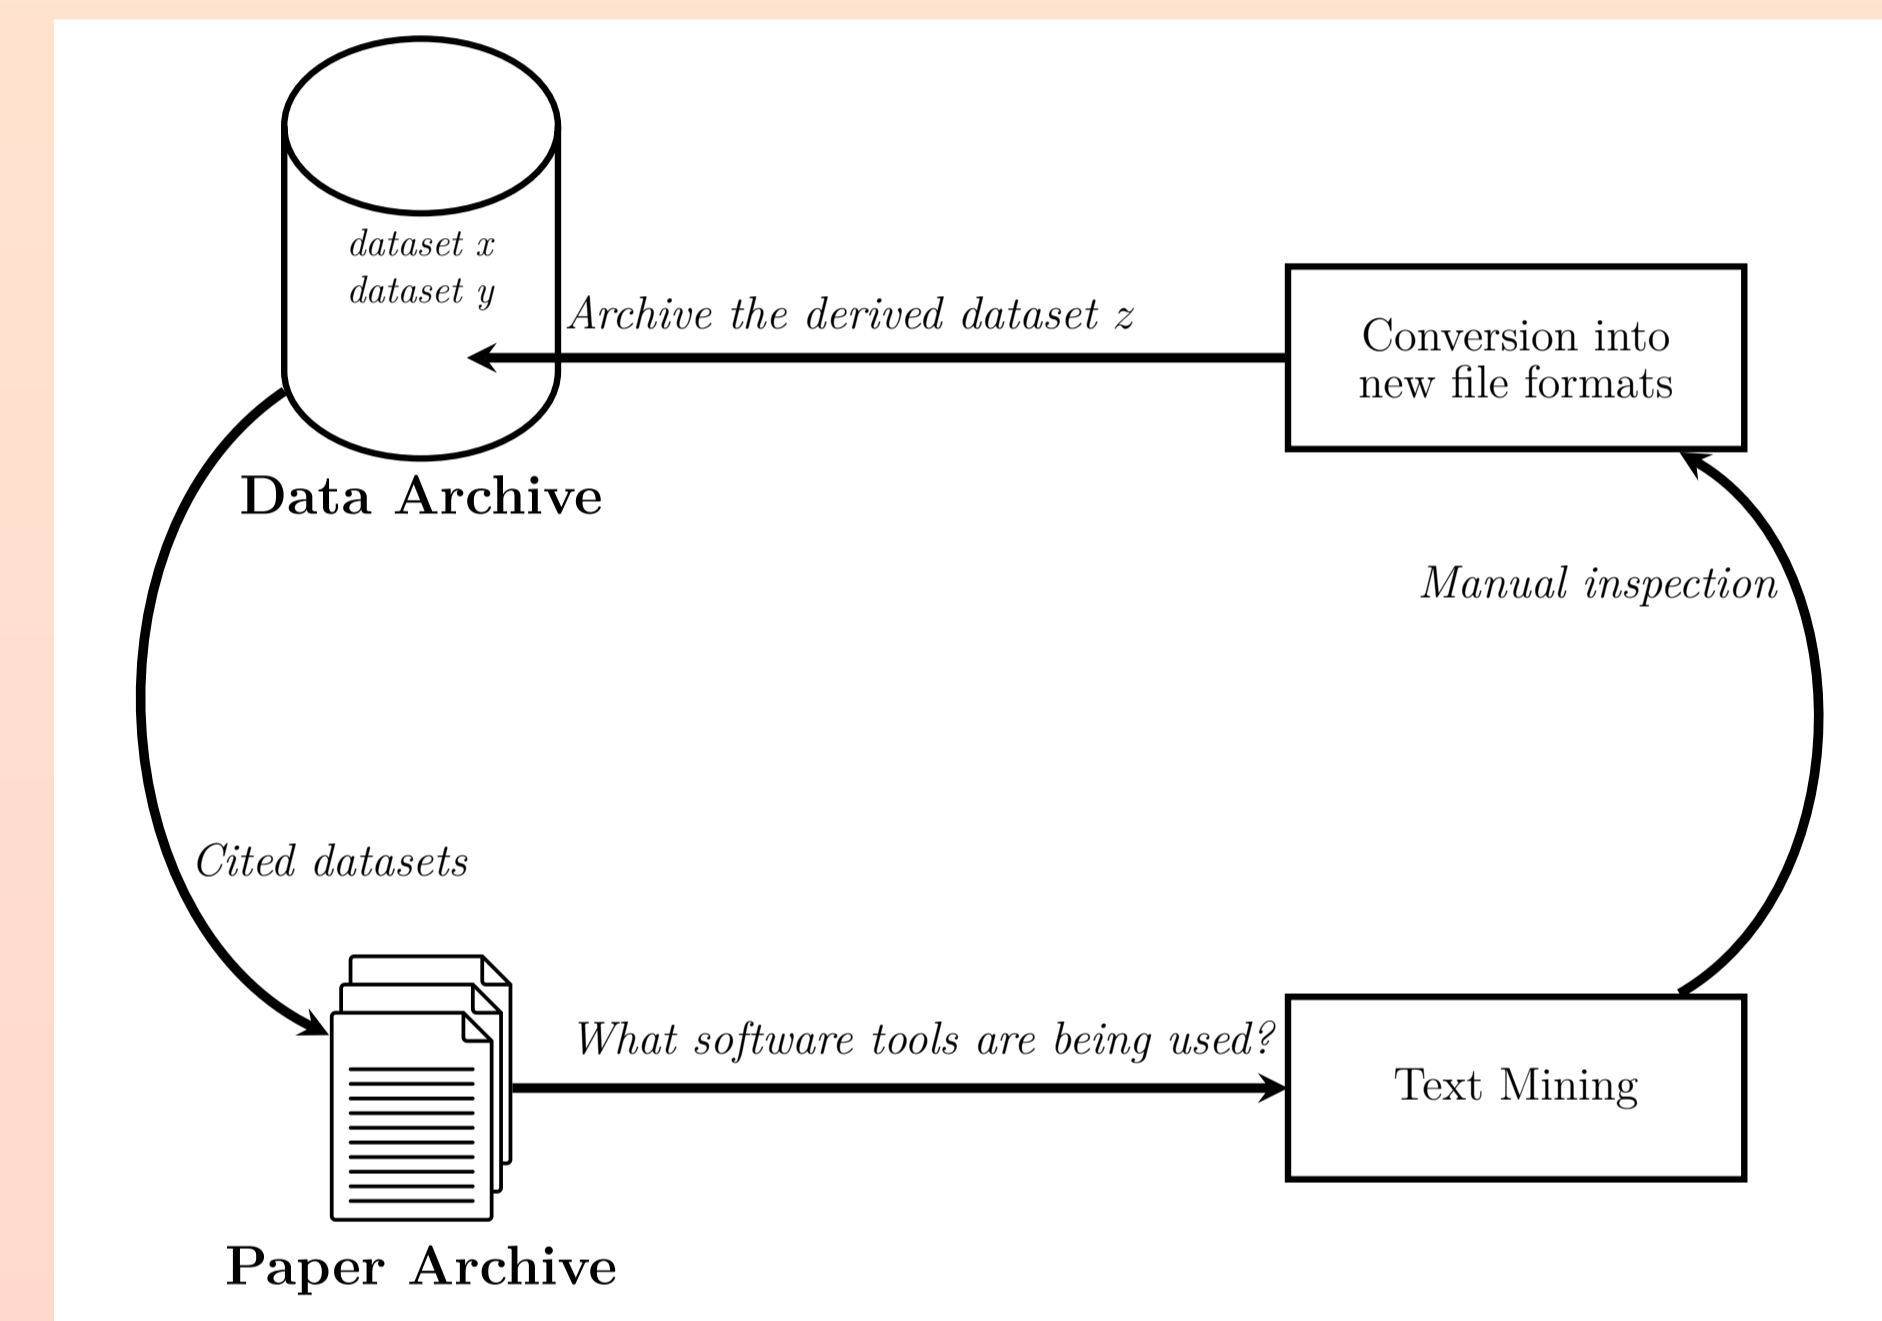 dataset x
dataset y
Archive the derived dataset z
Conversion into
new file formats
Data Archive
Manual inspection
Cited datasets
What software tools are being used?
Text Mining
Paper Archive